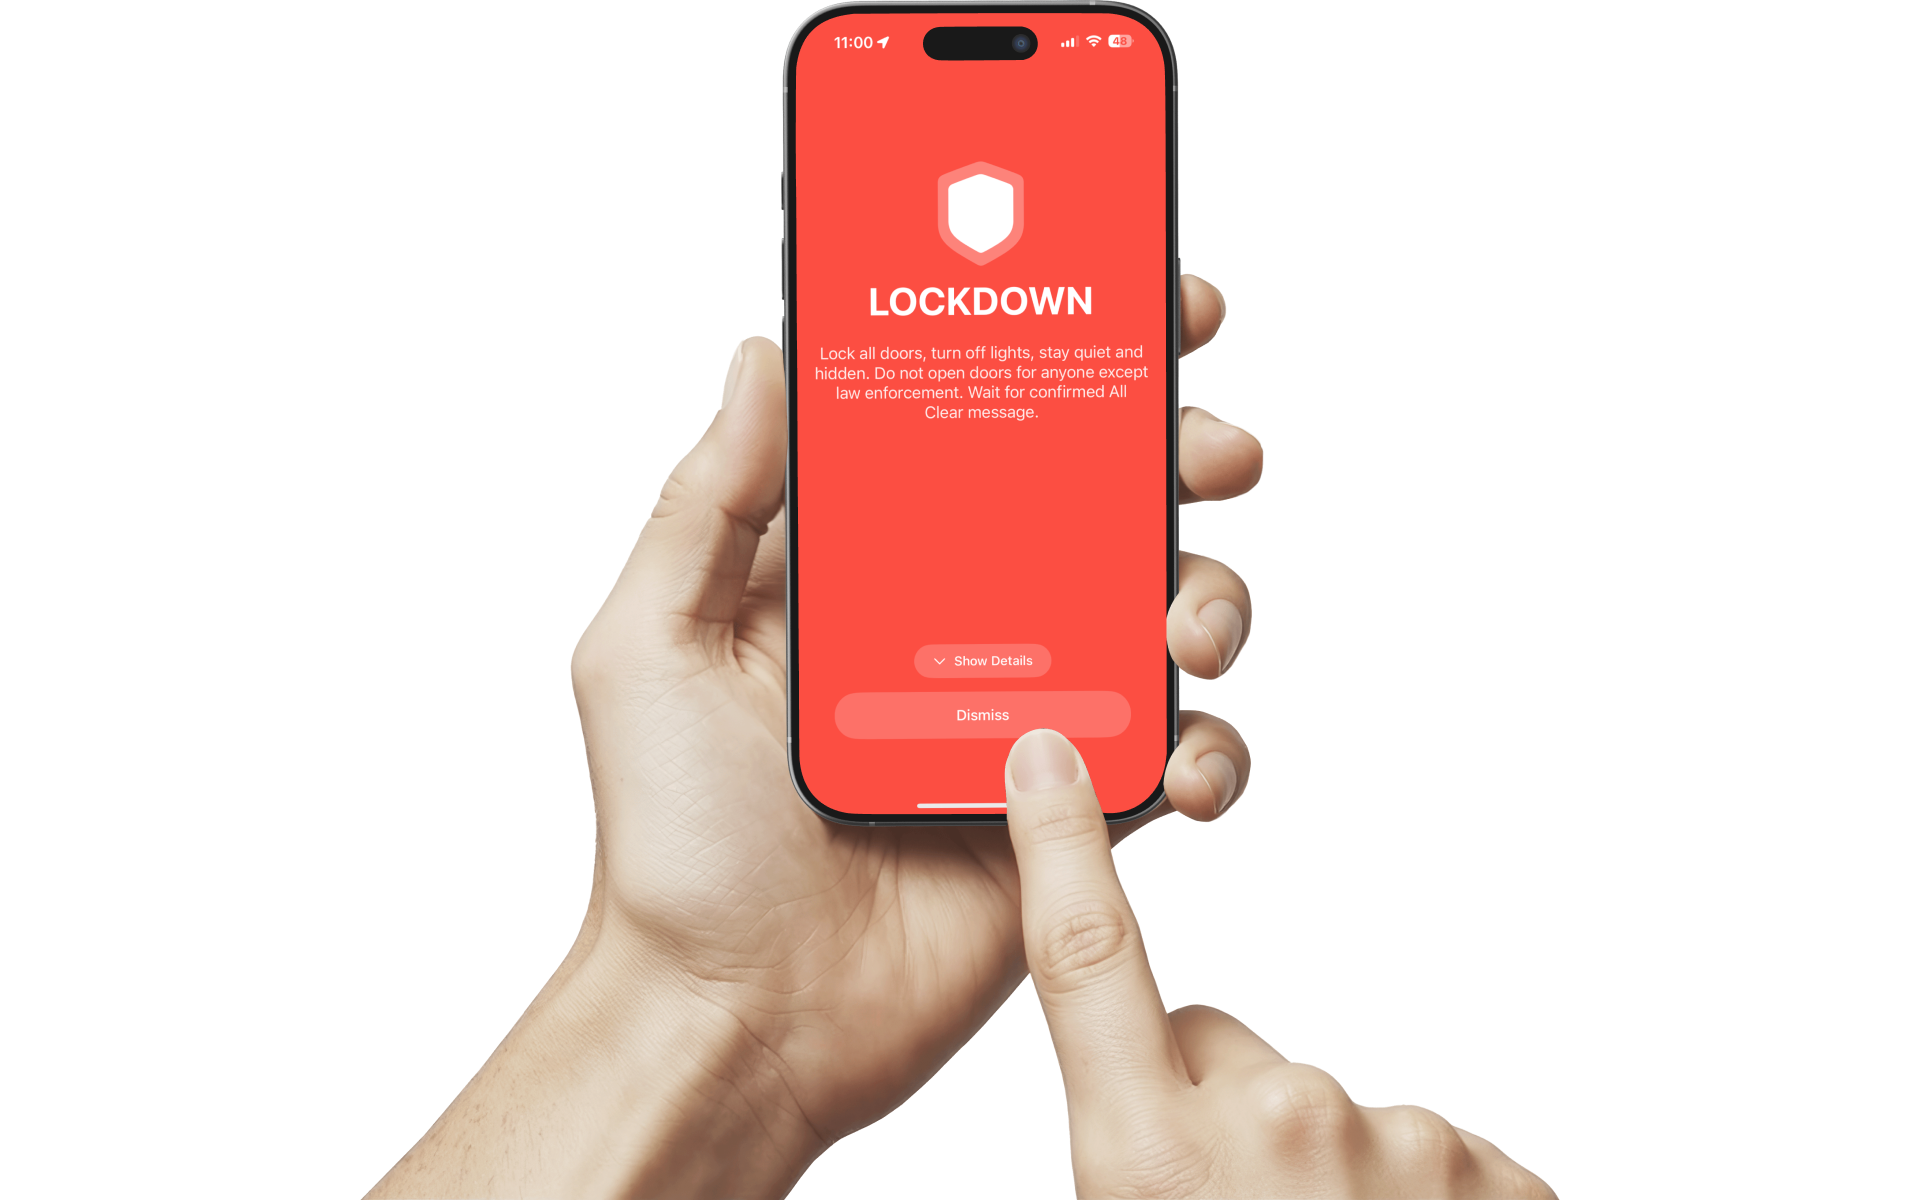 11:00
48
LOCKDOWN
Lock all doors, turn off lights, stay quiet and
hidden. Do not open doors for anyone except
law enforcement. Wait for confirmed All
Clear message.
Show Details
Dismiss